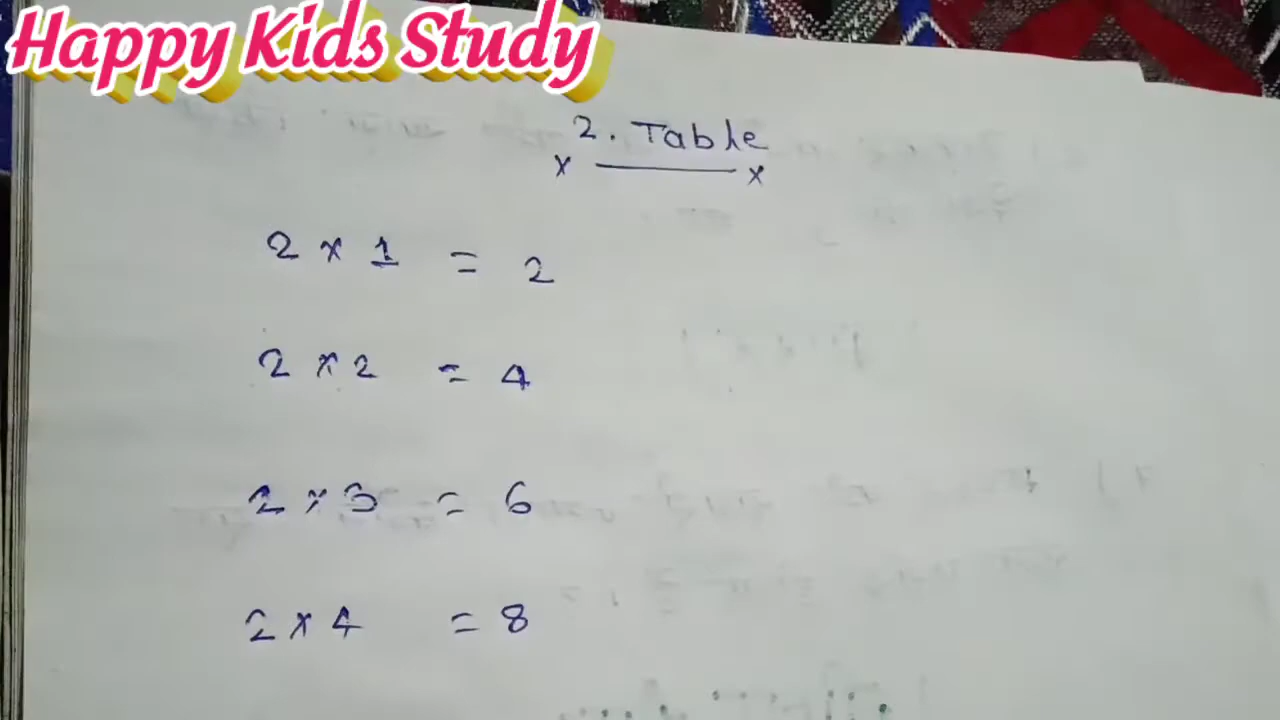 Happy Kids Study
2. Table
x ——— x
2 × 1 = 2
2 × 2 = 4
2 × 3 = 6
2 × 4 = 8